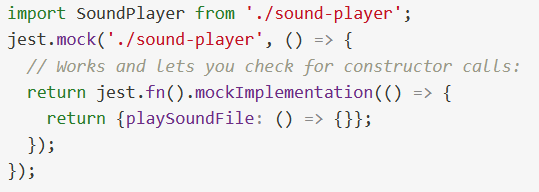 import SoundPlayer from './sound-player';
jest.mock('./sound-player', () => {
  // Works and lets you check for constructor calls:
  return jest.fn().mockImplementation(() => {
    return {playSoundFile: () => {}};
  });
});